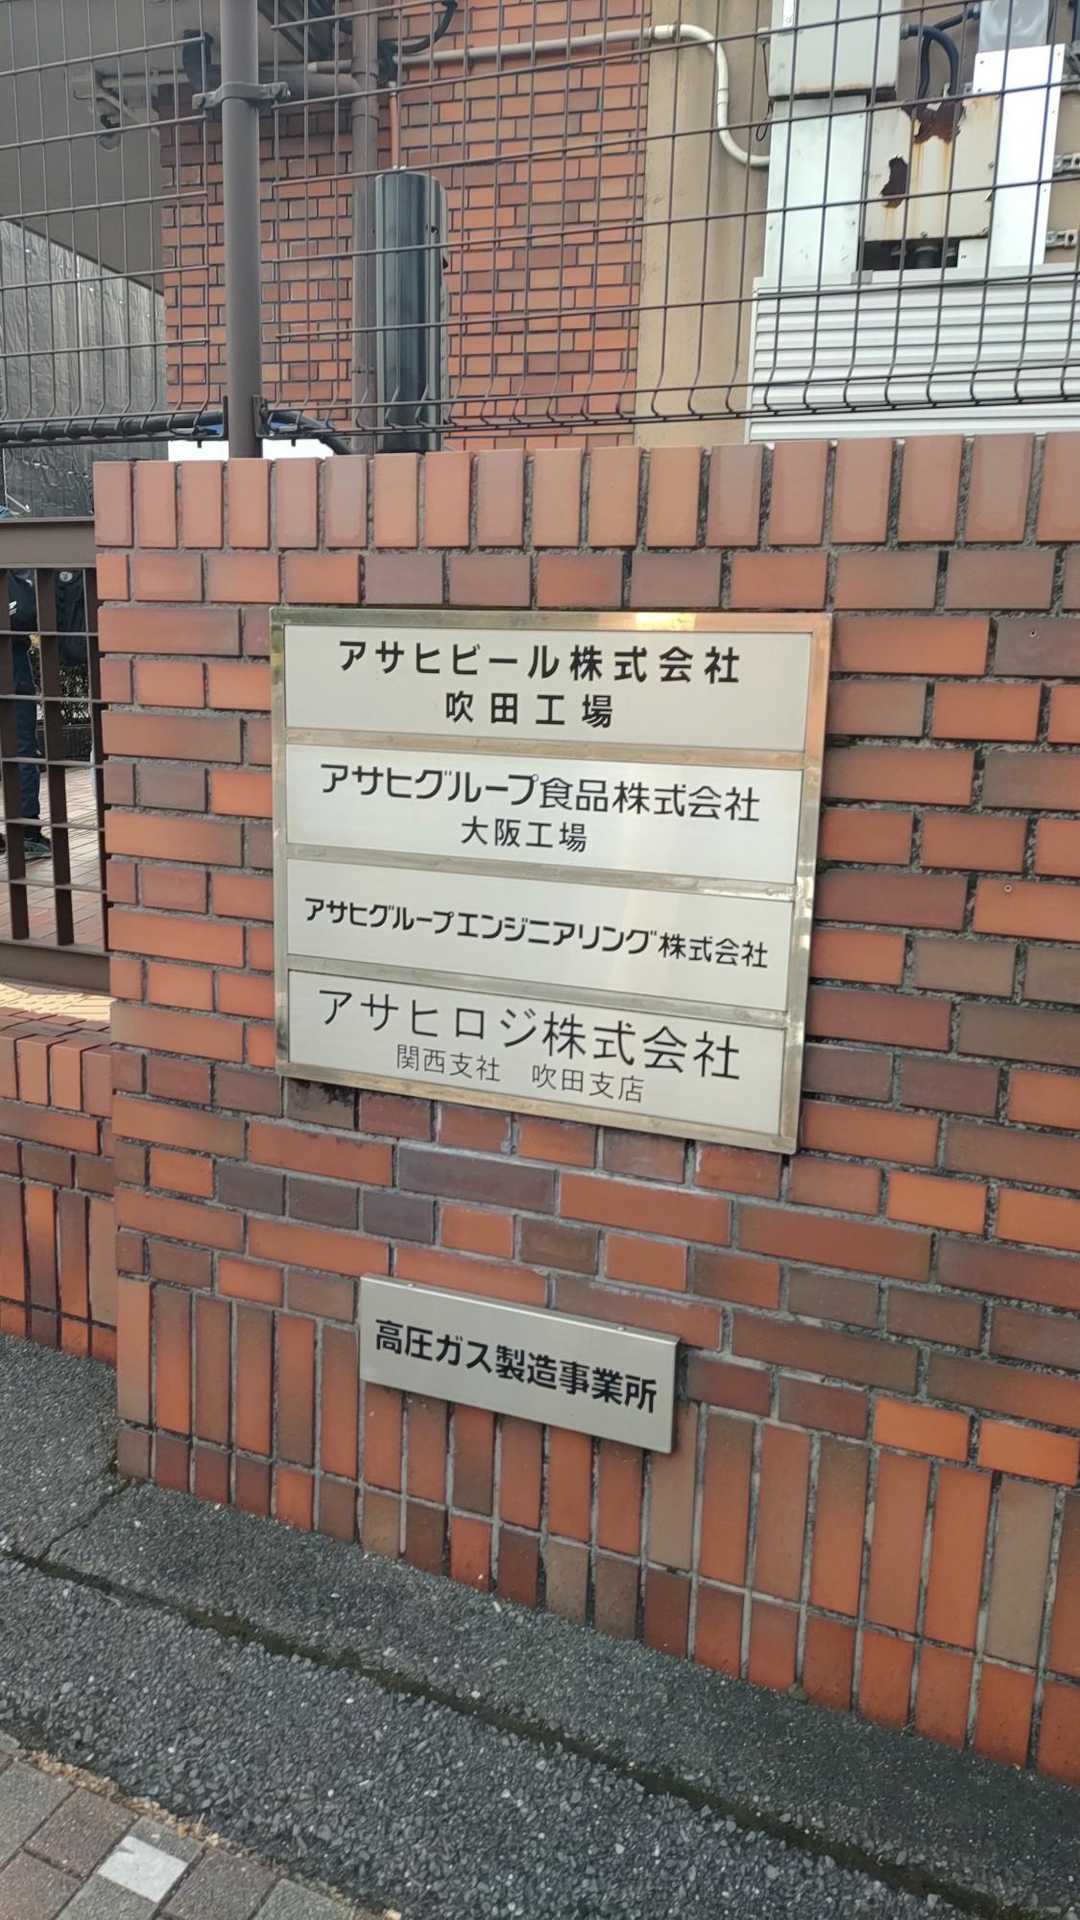 アサヒビール株式会社
吹田工場
アサヒグループ食品株式会社
大阪工場
アサヒグループエンジニアリング株式会社
アサヒロジ株式会社
関西支社　吹田支店
高圧ガス製造事業所